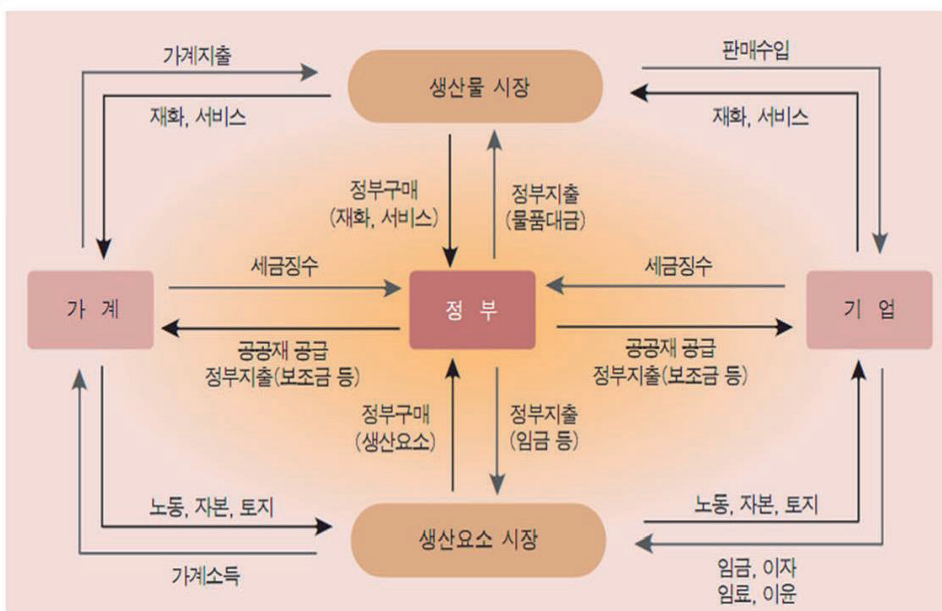 가계지출
판매수입
생산물 시장
재화, 서비스
재화, 서비스
정부구매
(재화, 서비스)
정부지출
(물품대금)
세금징수
세금징수
가 계
정 부
기 업
공공재 공급
정부지출(보조금 등)
공공재 공급
정부지출(보조금 등)
정부구매
(생산요소)
정부지출
(임금 등)
노동, 자본, 토지
노동, 자본, 토지
생산요소 시장
가계소득
임금, 이자
임료, 이윤